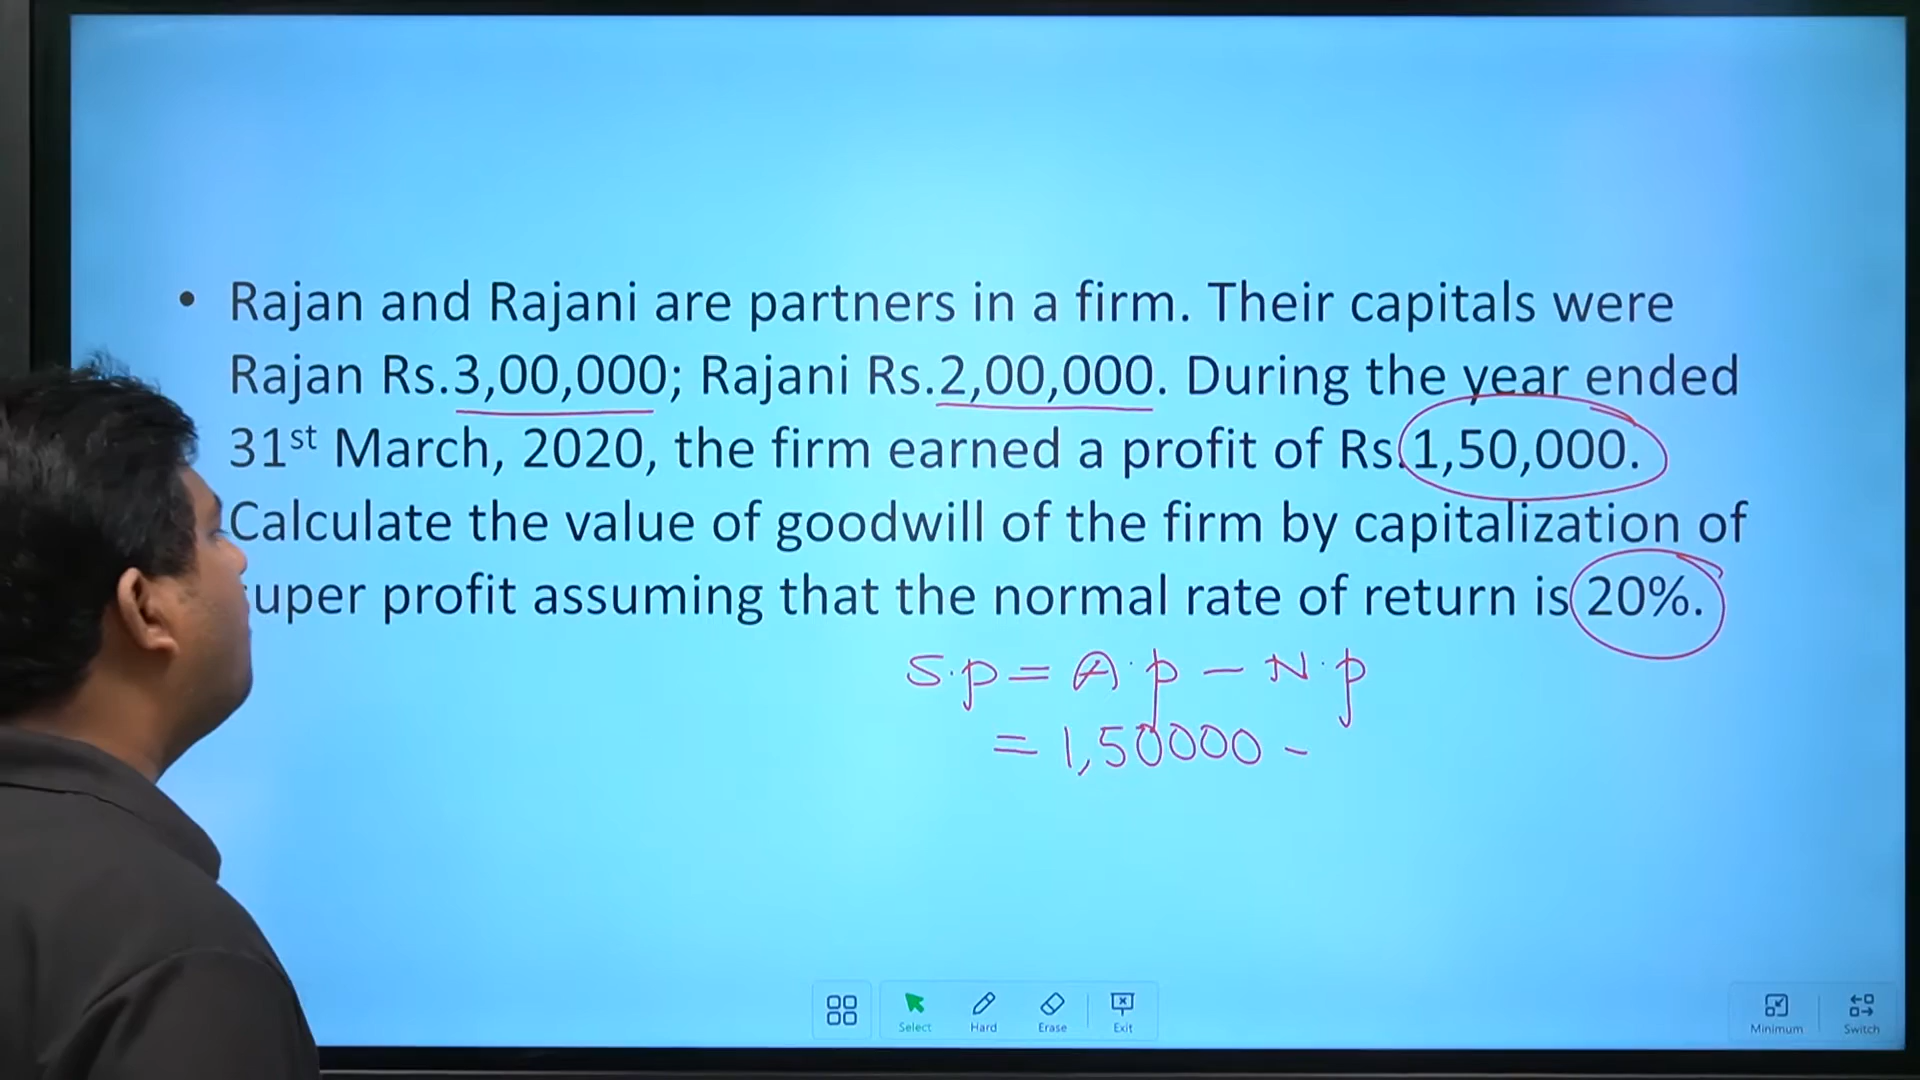 • Rajan and Rajani are partners in a firm. Their capitals were
Rajan Rs.3,00,000; Rajani Rs.2,00,000. During the year ended
31st March, 2020, the firm earned a profit of Rs.1,50,000.
Calculate the value of goodwill of the firm by capitalization of
uper profit assuming that the normal rate of return is 20%.
S.p = A.p - N.p
= 1,50000 -
Select Hard Erase Exit
Minimum Switch